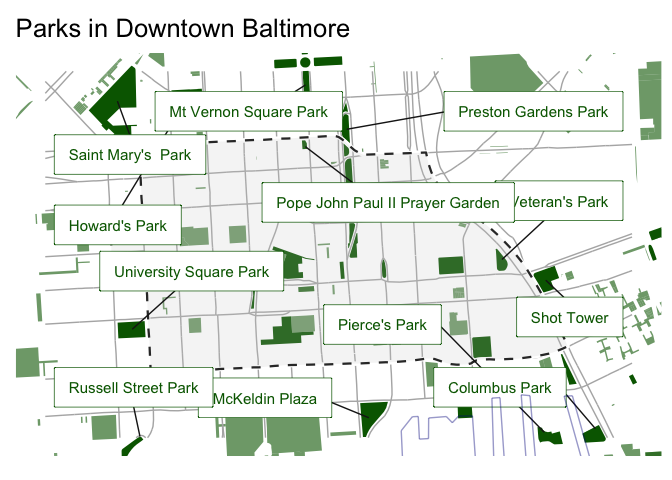 Parks in Downtown Baltimore
Mt Vernon Square Park
Preston Gardens Park
Saint Mary's  Park
Pope John Paul II Prayer Garden
Veteran's Park
Howard's Park
University Square Park
Shot Tower
Pierce's Park
Russell Street Park
McKeldin Plaza
Columbus Park